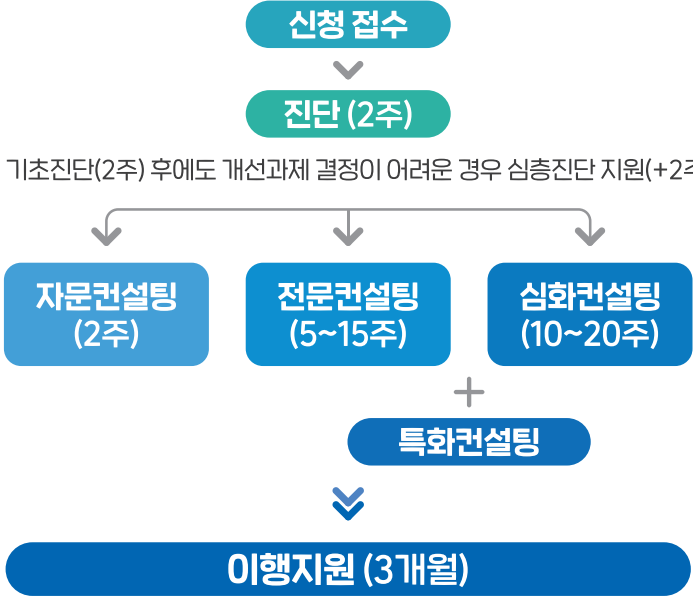 신청 접수
진단 (2주)
기초진단(2주) 후에도 개선과제 결정이 어려운 경우 심층진단 지원(+2주
자문컨설팅
(2주)
전문컨설팅
(5~15주)
심화컨설팅
(10~20주)
+
특화컨설팅
이행지원 (3개월)